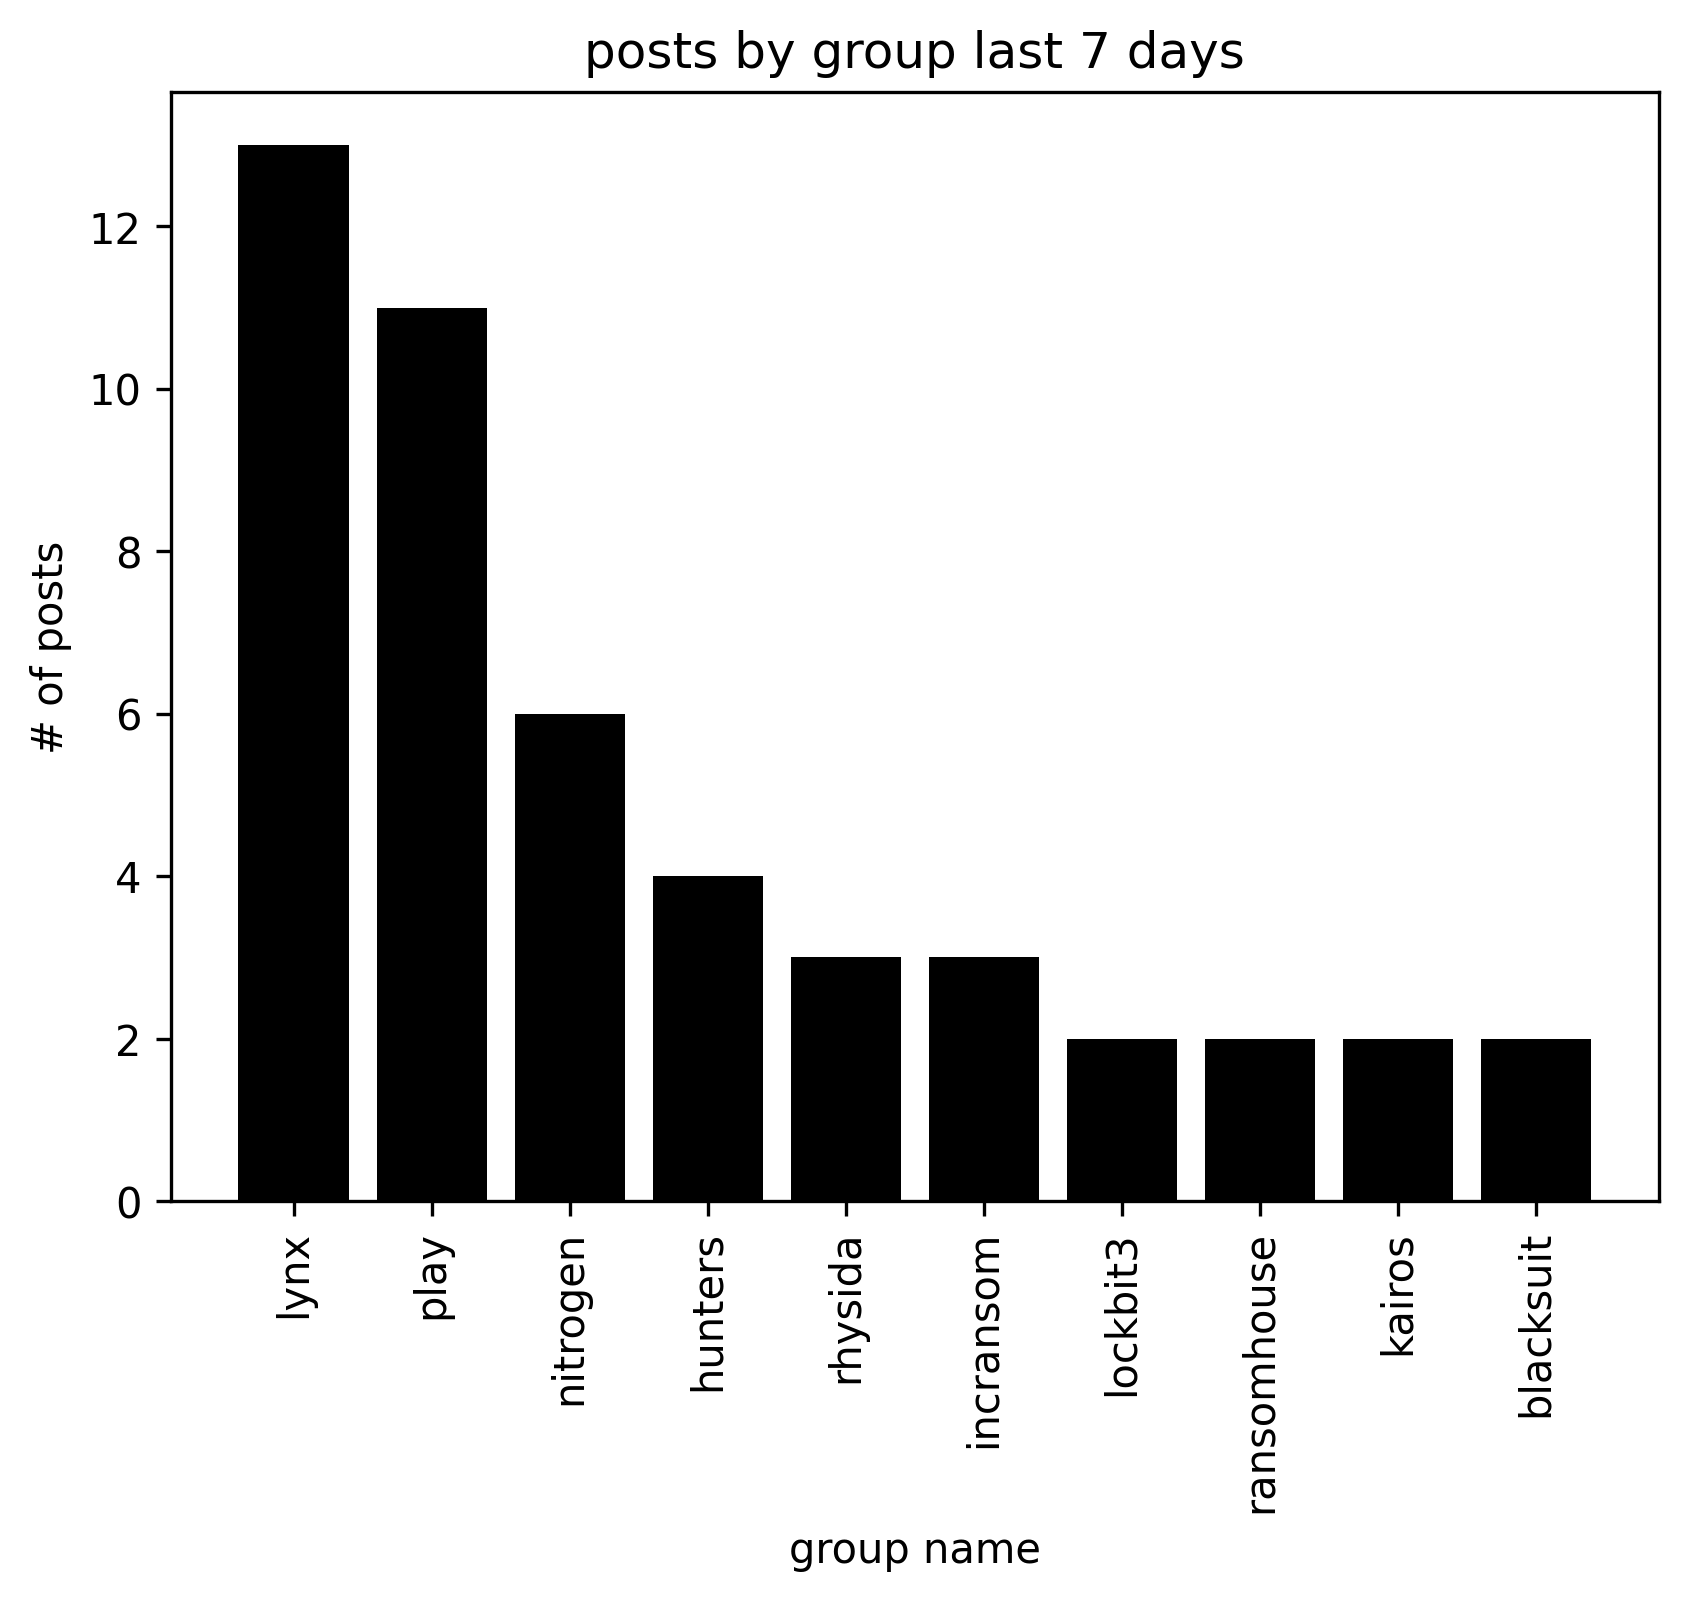 posts by group last 7 days
# of posts
12
10
8
6
4
2
0
lynx
play
nitrogen
hunters
rhysida
incransom
lockbit3
ransomhouse
kairos
blacksuit
group name